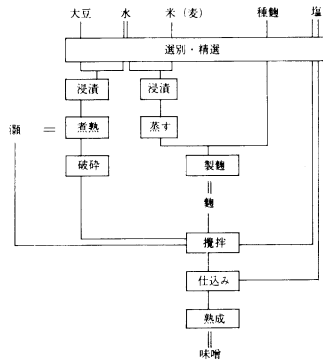 大豆 水 米(麦) 種麹 塩
選別・精選
浸漬 浸漬
煮熟 蒸す
破砕
製麹
麹
攪拌
仕込み
熟成
味噌